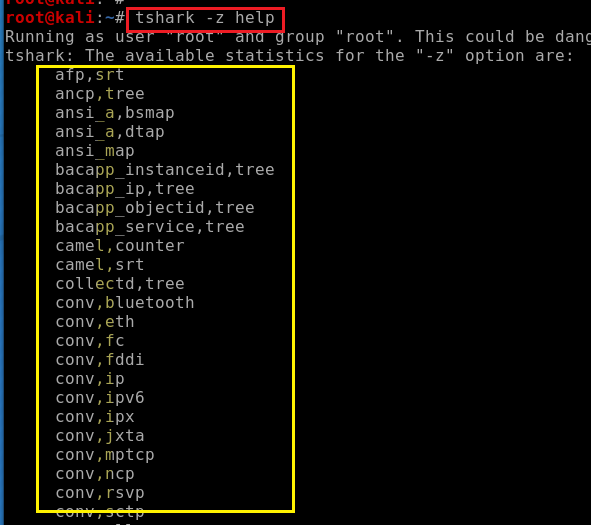 root@kali:~#
root@kali:~# tshark -z help
Running as user "root" and group "root". This could be dang
tshark: The available statistics for the "-z" option are:
afp,srt
ancp,tree
ansi_a,bsmap
ansi_a,dtap
ansi_map
bacapp_instanceid,tree
bacapp_ip,tree
bacapp_objectid,tree
bacapp_service,tree
camel,counter
camel,srt
collectd,tree
conv,bluetooth
conv,eth
conv,fc
conv,fddi
conv,ip
conv,ipv6
conv,ipx
conv,jxta
conv,mptcp
conv,ncp
conv,rsvp
conv,sctp